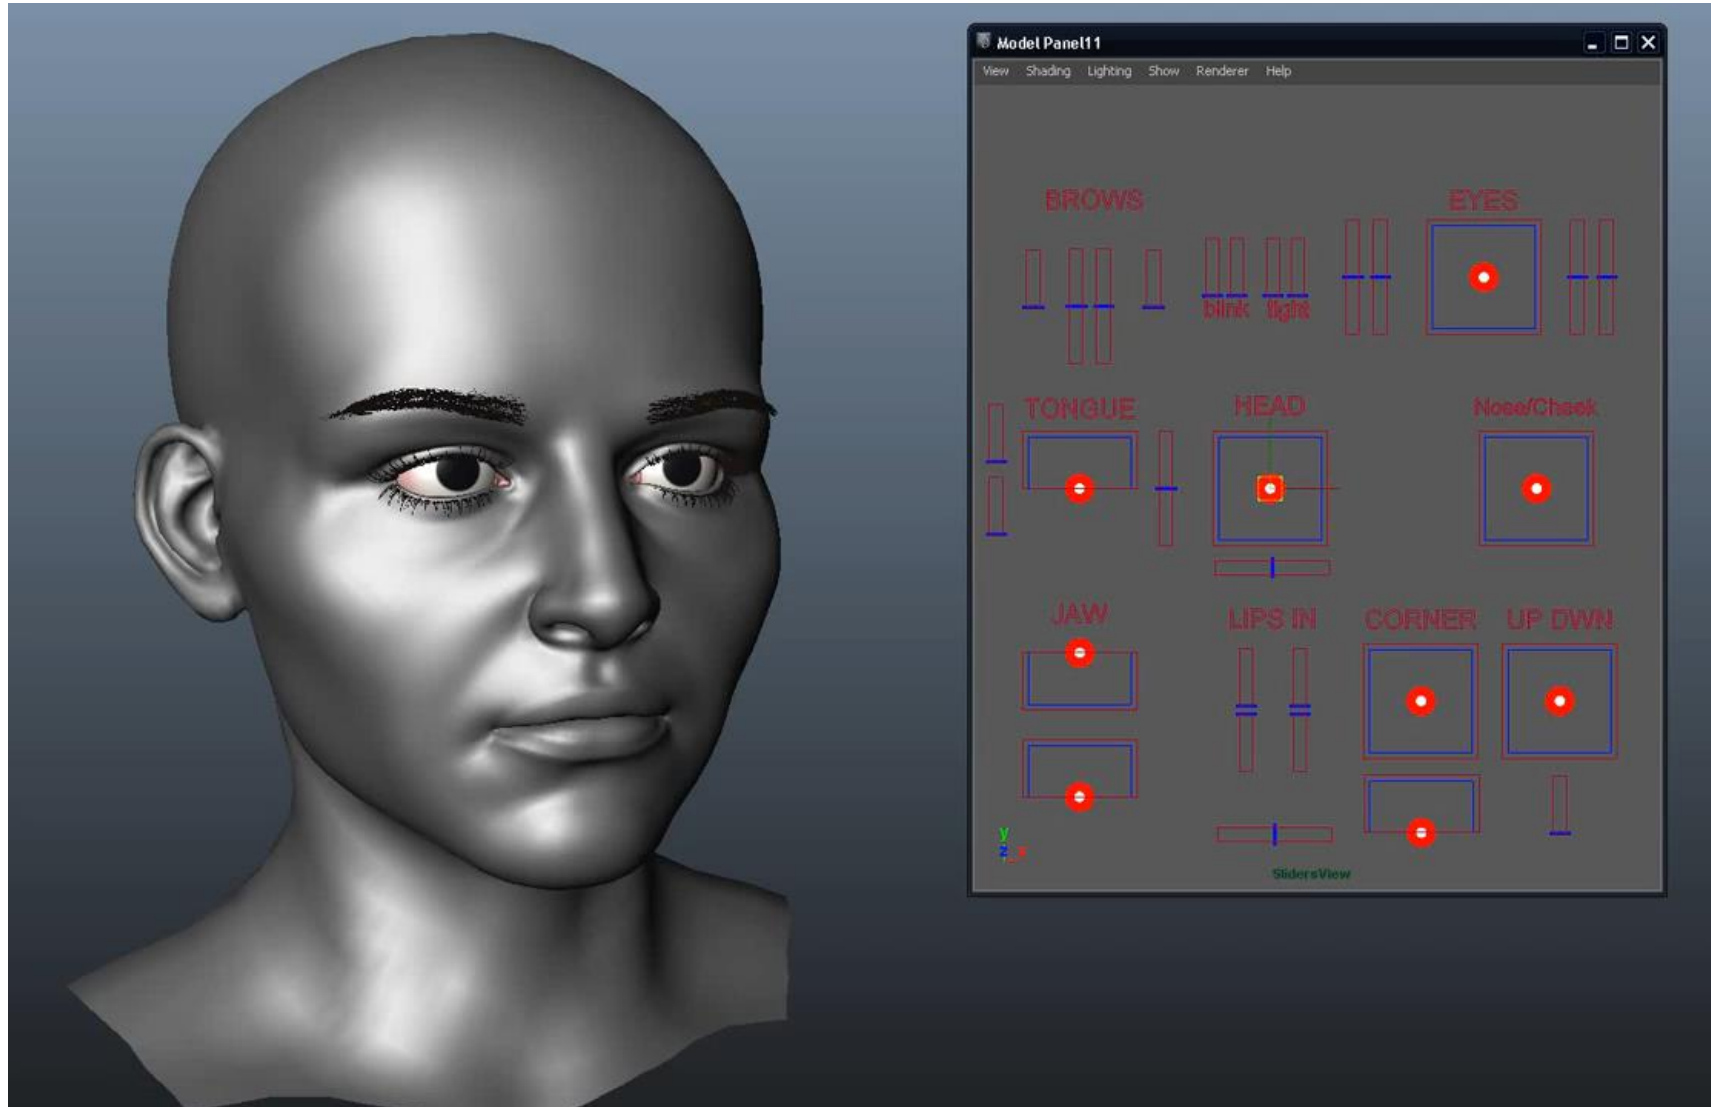 Model Panel11
View Shading Lighting Show Renderer Help
BROWS
EYES
blink tight
TONGUE
HEAD
Nose/Cheek
JAW
LIPS IN
CORNER
UP DWN
y
z x
SlidersView